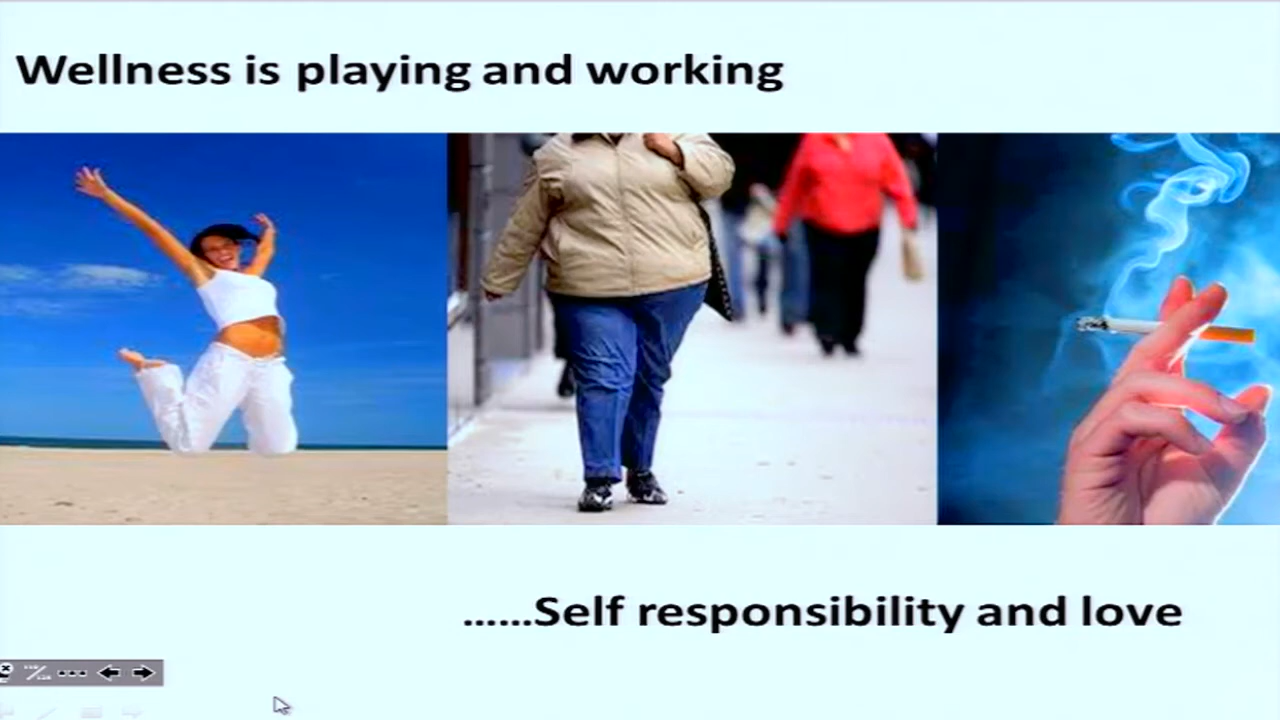 Wellness is playing and working
......Self responsibility and love